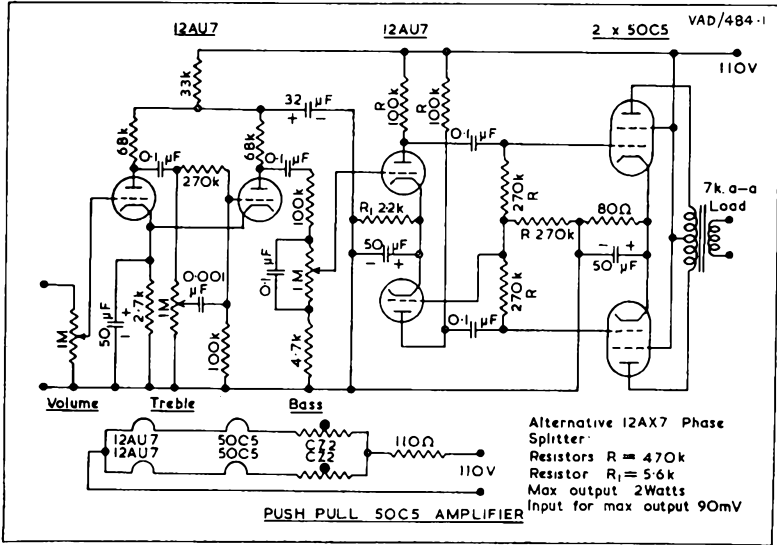 VAD/484·1
12AU7
12AU7
2 x 50C5
110V
33k
32 μF
+ -
R
100k
R
100k
68k
68k
0·1 μF
0·1 μF
0·1 μF
270k
100k
270k
R
R₁ 2.2k
R 270k
80Ω
7k. a-a
Load
50 μF
- +
- +
50 μF
0·1 μF
1M
0·001
μF
1M
270k
R
0·1 μF
1M
50 μF
+
-
2.7k
100k
4.7k
Volume
Treble
Bass
12AU7
12AU7
50C5
50C5
CZ2
CZ2
110Ω
110V
Alternative 12AX7 Phase
Splitter·
Resistors R = 470k
Resistor R₁ = 5·6k
Max output 2Watts
Input for max output 90mV
PUSH PULL 50C5 AMPLIFIER